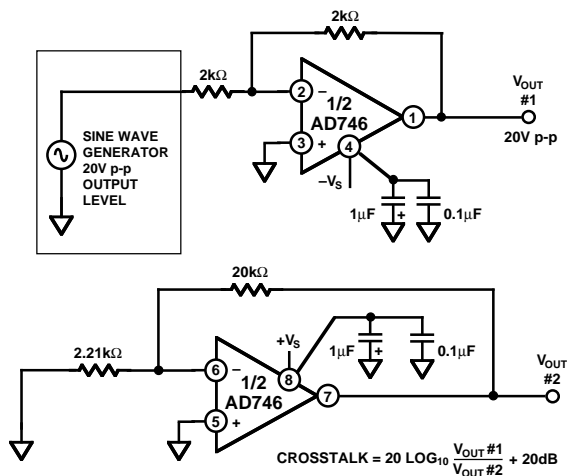 2kΩ
2kΩ
2
–
1/2
AD746
1
3
+
4
–VS
VOUT
#1
20V p-p
SINE WAVE
GENERATOR
20V p-p
OUTPUT
LEVEL
1μF
+
0.1μF
20kΩ
2.21kΩ
+VS
1μF
+
0.1μF
6
–
1/2
AD746
8
7
5
+
VOUT
#2
CROSSTALK = 20 LOG10 VOUT #1 / VOUT #2 + 20dB